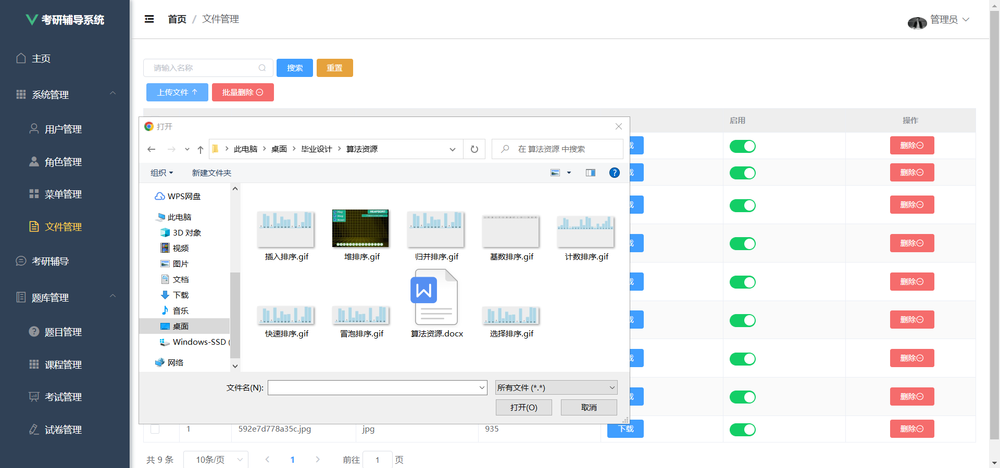 考研辅导系统
主页
系统管理
用户管理
角色管理
菜单管理
文件管理
考研辅导
题库管理
题目管理
课程管理
考试管理
试卷管理
首页 / 文件管理
管理员
请输入名称
搜索
重置
上传文件
批量删除
启用
操作
删除
删除
删除
删除
删除
删除
删除
删除
打开
此电脑 > 桌面 > 毕业设计 > 算法资源
在 算法资源 中搜索
组织
新建文件夹
WPS网盘
此电脑
3D 对象
视频
图片
文档
下载
音乐
桌面
Windows-SSD (
网络
HEAPSORT
插入排序.gif
堆排序.gif
归并排序.gif
基数排序.gif
计数排序.gif
快速排序.gif
冒泡排序.gif
算法资源.docx
选择排序.gif
文件名(N):
所有文件 (*.*)
打开(O)
取消
1 592e7d778a35c.jpg jpg 935 下载 删除
共 9 条 10条/页 1 前往 1 页